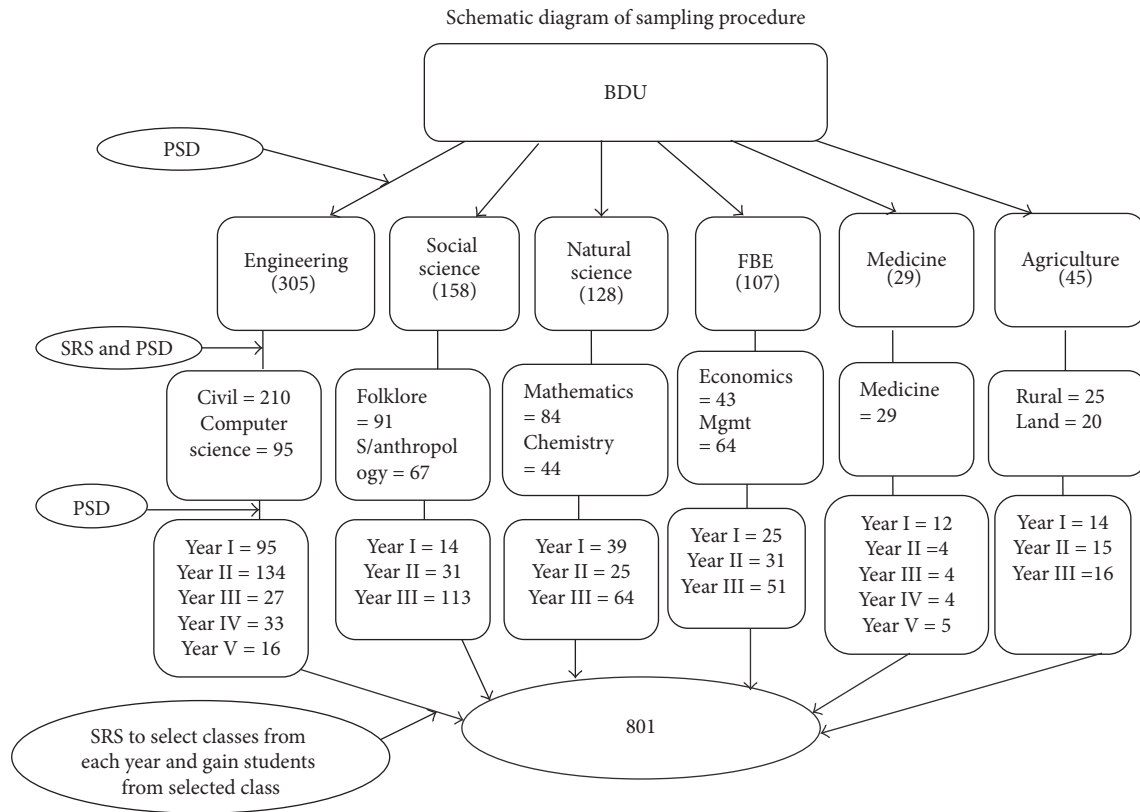 Schematic diagram of sampling procedure
BDU
PSD
Engineering
(305)
Social
science
(158)
Natural
science
(128)
FBE
(107)
Medicine
(29)
Agriculture
(45)
SRS and PSD
Civil = 210
Computer
science = 95
Folklore
= 91
S/anthropol
ogy = 67
Mathematics
= 84
Chemistry
= 44
Economics
= 43
Mgmt
= 64
Medicine
= 29
Rural = 25
Land = 20
PSD
Year I = 95
Year II = 134
Year III = 27
Year IV = 33
Year V = 16
Year I = 14
Year II = 31
Year III = 113
Year I = 39
Year II = 25
Year III = 64
Year I = 25
Year II = 31
Year III = 51
Year I = 12
Year II =4
Year III = 4
Year IV = 4
Year V = 5
Year I = 14
Year II = 15
Year III =16
801
SRS to select classes from
each year and gain students
from selected class